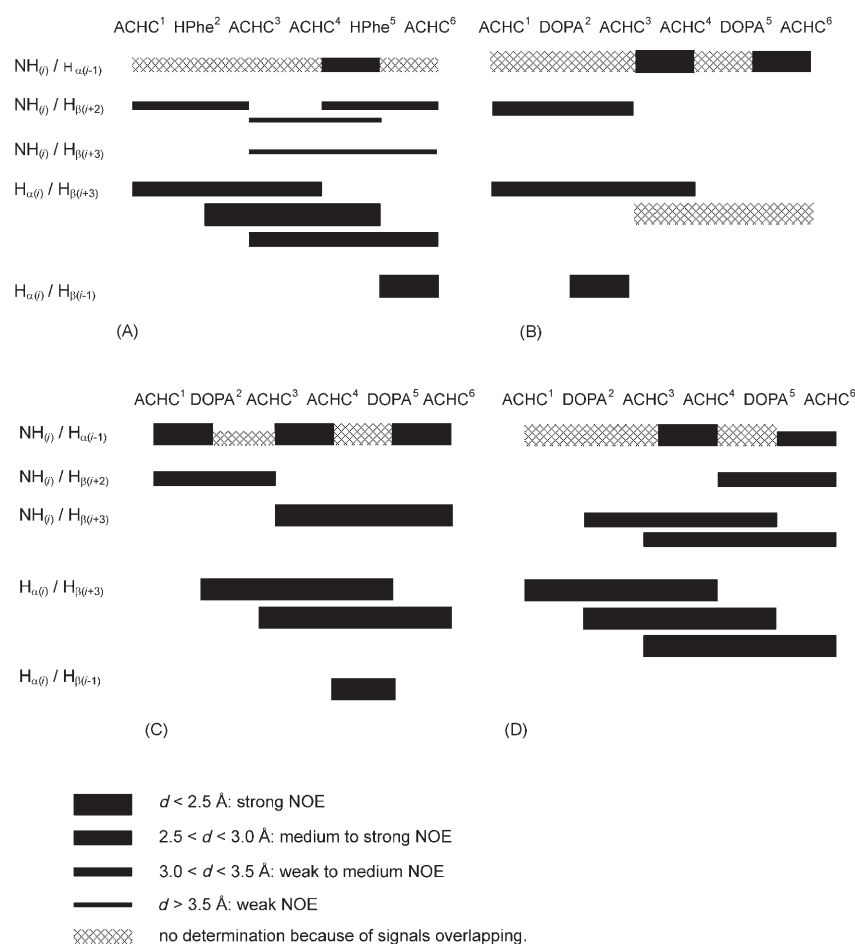 ACHC¹ HPhe² ACHC³ ACHC⁴ HPhe⁵ ACHC⁶
NH(i) / Hα(i-1)
NH(i) / Hβ(i+2)
NH(i) / Hβ(i+3)
Hα(i) / Hβ(i+3)
Hα(i) / Hβ(i-1)
(A)
ACHC¹ DOPA² ACHC³ ACHC⁴ DOPA⁵ ACHC⁶
(B)
ACHC¹ DOPA² ACHC³ ACHC⁴ DOPA⁵ ACHC⁶
NH(i) / Hα(i-1)
NH(i) / Hβ(i+2)
NH(i) / Hβ(i+3)
Hα(i) / Hβ(i+3)
Hα(i) / Hβ(i-1)
(C)
ACHC¹ DOPA² ACHC³ ACHC⁴ DOPA⁵ ACHC⁶
(D)
d < 2.5 Å: strong NOE
2.5 < d < 3.0 Å: medium to strong NOE
3.0 < d < 3.5 Å: weak to medium NOE
d > 3.5 Å: weak NOE
no determination because of signals overlapping.